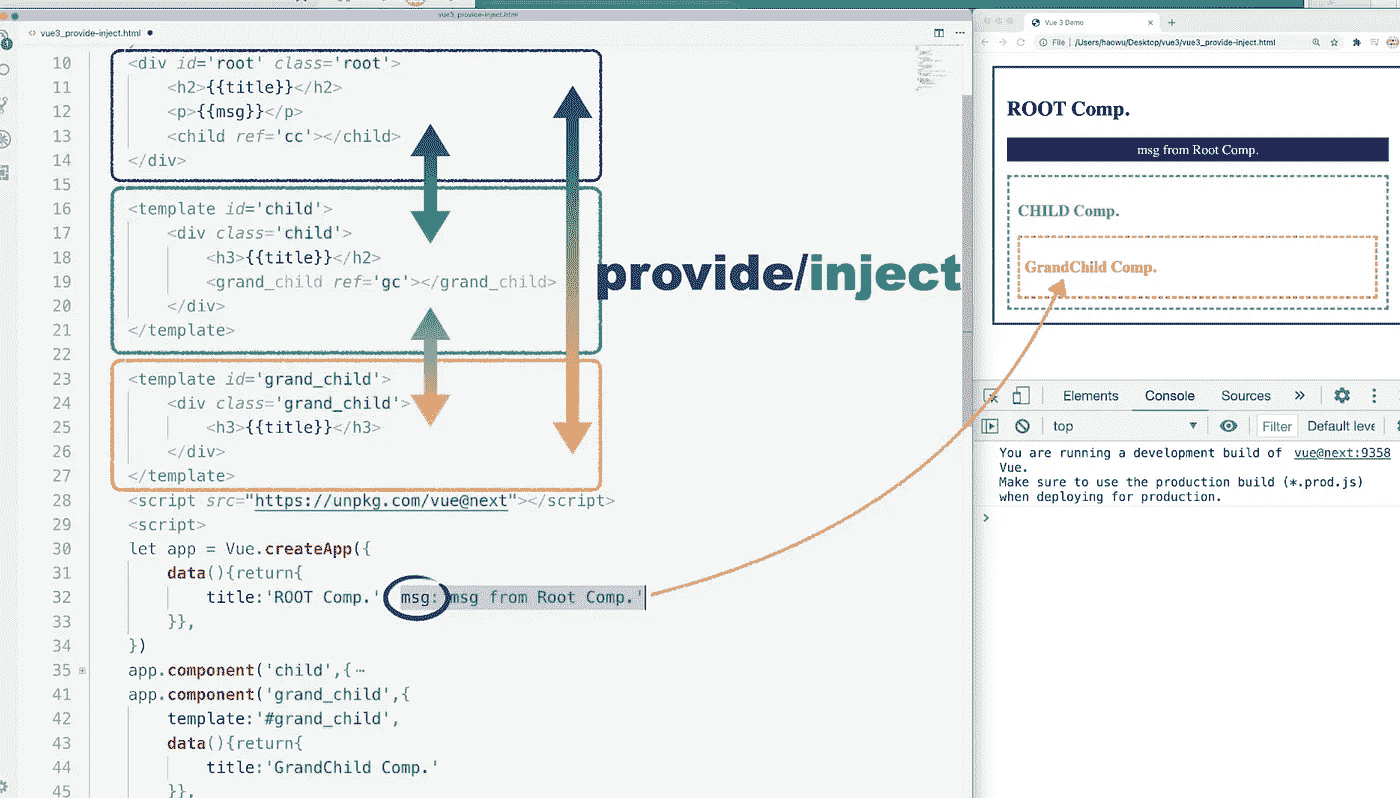 vue3_provide-inject.html
vue3_provide-inject.html
10 <div id='root' class='root'>
11 <h2>{{title}}</h2>
12 <p>{{msg}}</p>
13 <child ref='cc'></child>
14 </div>
15
16 <template id='child'>
17 <div class='child'>
18 <h3>{{title}}</h2>
19 <grand_child ref='gc'></grand_child>
20 </div>
21 </template>
22
23 <template id='grand_child'>
24 <div class='grand_child'>
25 <h3>{{title}}</h3>
26 </div>
27 </template>
28 <script src="https://unpkg.com/vue@next"></script>
29 <script>
30 let app = Vue.createApp({
31 data(){return{
32 title:'ROOT Comp.' msg: msg from Root Comp.'
33 }},
34 })
35 app.component('child',{⋯
41 app.component('grand_child',{
42 template:'#grand_child',
43 data(){return{
44 title:'GrandChild Comp.'
45 }},
provide/inject
Vue 3 Demo
File | /Users/haowu/Desktop/vue3/vue3_provide-inject.html
ROOT Comp.
msg from Root Comp.
CHILD Comp.
GrandChild Comp.
Elements Console Sources »
top Filter Default leve
You are running a development build of vue@next:9358
Vue.
Make sure to use the production build (*.prod.js)
when deploying for production.